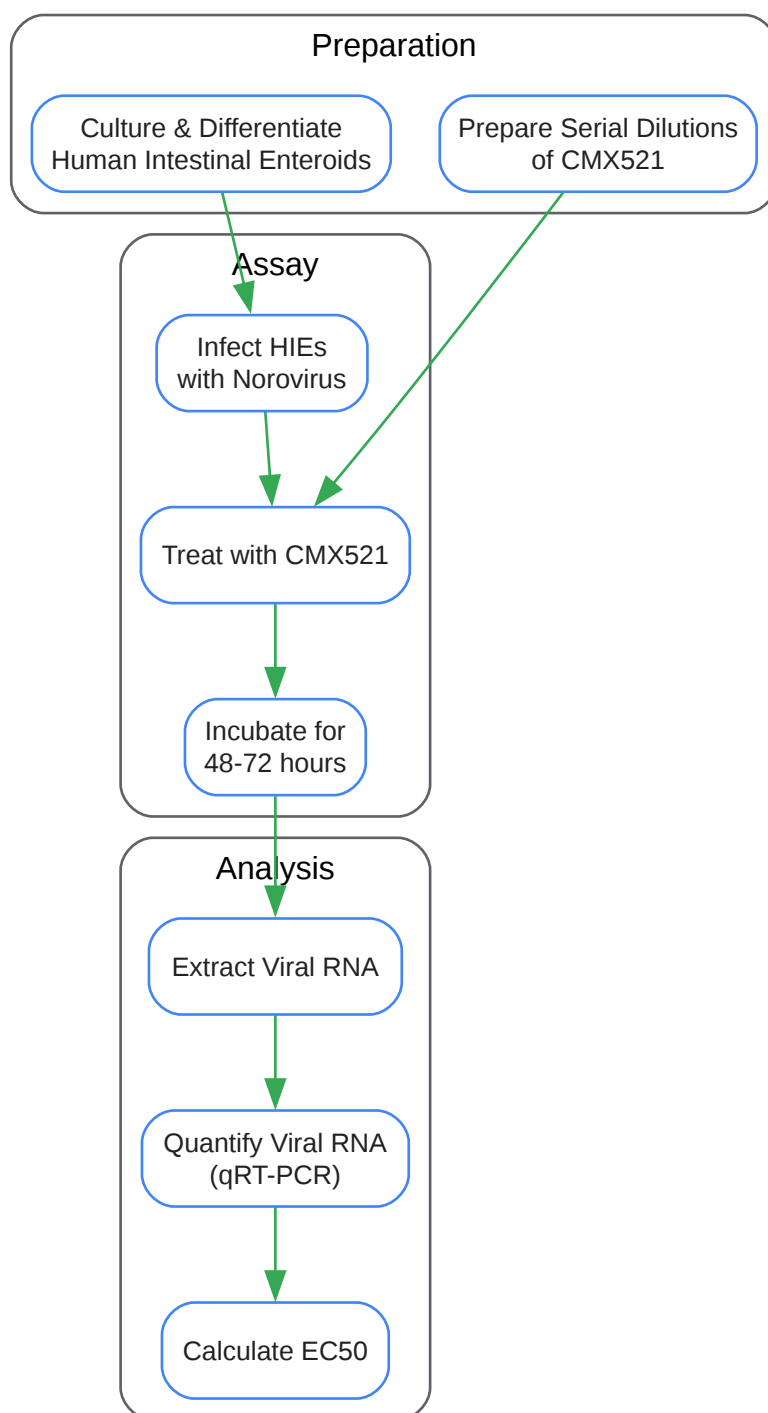 Preparation
Culture & Differentiate
Human Intestinal Enteroids
Prepare Serial Dilutions
of CMX521
Assay
Infect HIEs
with Norovirus
Treat with CMX521
Incubate for
48-72 hours
Analysis
Extract Viral RNA
Quantify Viral RNA
(qRT-PCR)
Calculate EC50